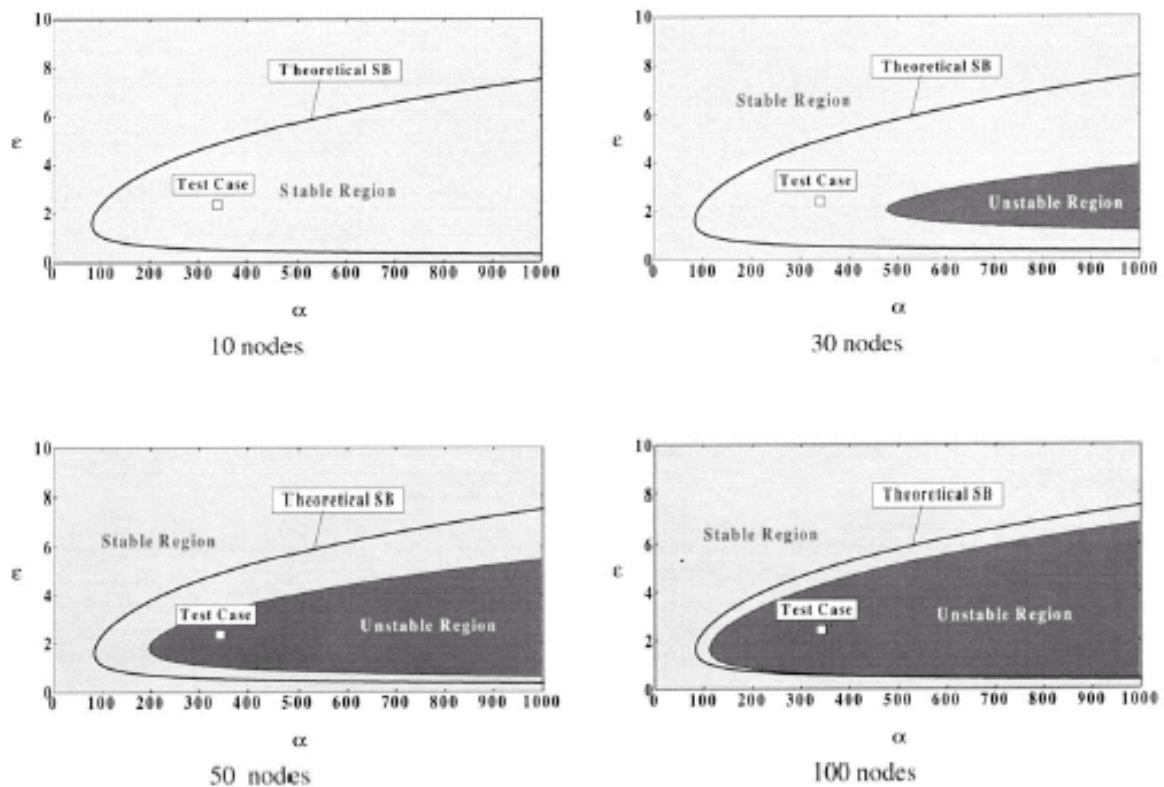 10
8
6
4
2
0
ε
Theoretical SB
Test Case
Stable Region
0 100 200 300 400 500 600 700 800 900 1000
α
10 nodes
10
8
6
4
2
0
ε
Theoretical SB
Stable Region
Test Case
Unstable Region
0 100 200 300 400 500 600 700 800 900 1000
α
30 nodes
10
8
6
4
2
0
ε
Theoretical SB
Stable Region
Test Case
Unstable Region
0 100 200 300 400 500 600 700 800 900 1000
α
50 nodes
10
8
6
4
2
0
ε
Theoretical SB
Stable Region
Test Case
Unstable Region
0 100 200 300 400 500 600 700 800 900 1000
α
100 nodes